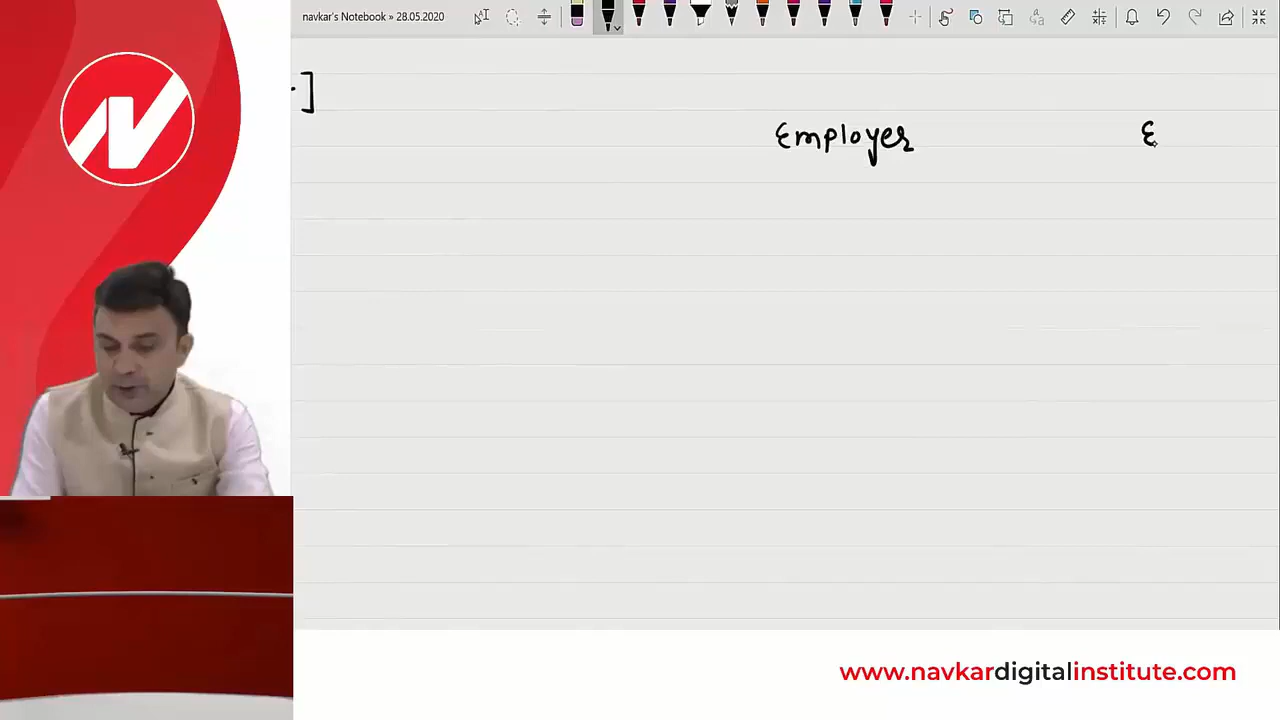 navkar's Notebook » 28.05.2020
]
Employer E
N
www.navkardigitalinstitute.com